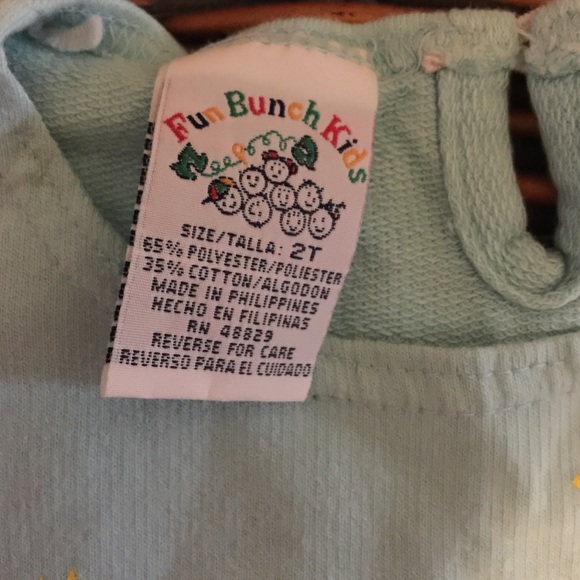 Fun Bunch Kids
SIZE/TALLA: 2T
65% POLYESTER/POLIESTER
35% COTTON/ALGODON
MADE IN PHILIPPINES
HECHO EN FILIPINAS
RN 48829
REVERSE FOR CARE
REVERSO PARA EL CUIDADO